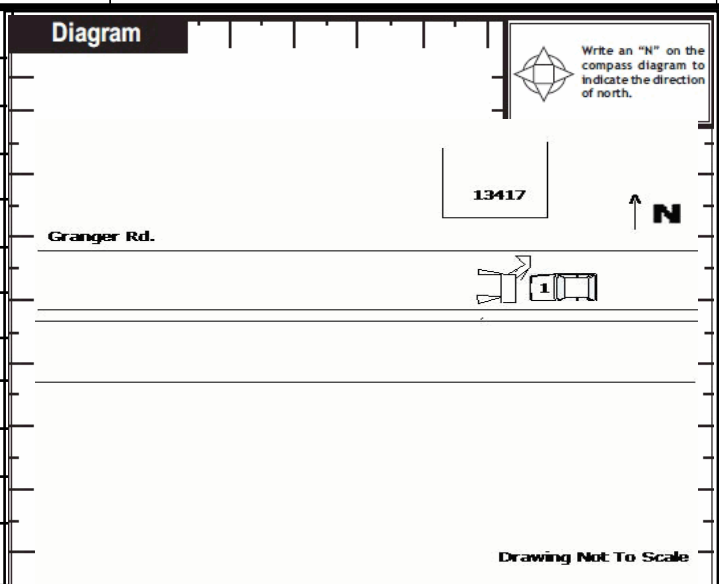 Diagram
Write an “N” on the
compass diagram to
indicate the direction
of north.
13417
N
Granger Rd.
1
Drawing Not To Scale